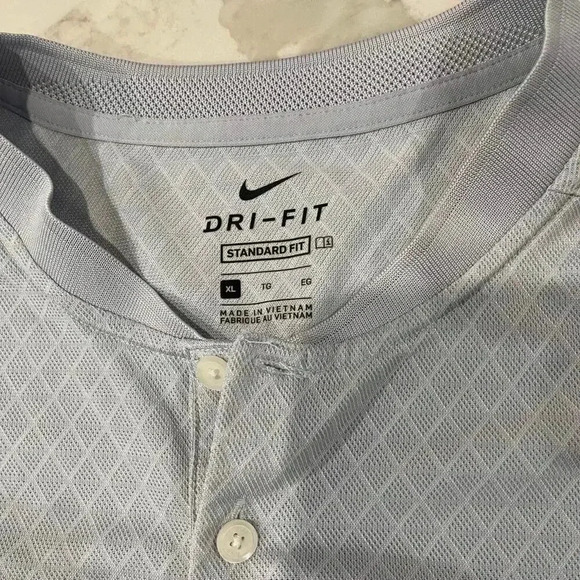 DRI-FIT
STANDARD FIT
XL TG EG
MADE IN VIETNAM
FABRIQUE AU VIETNAM